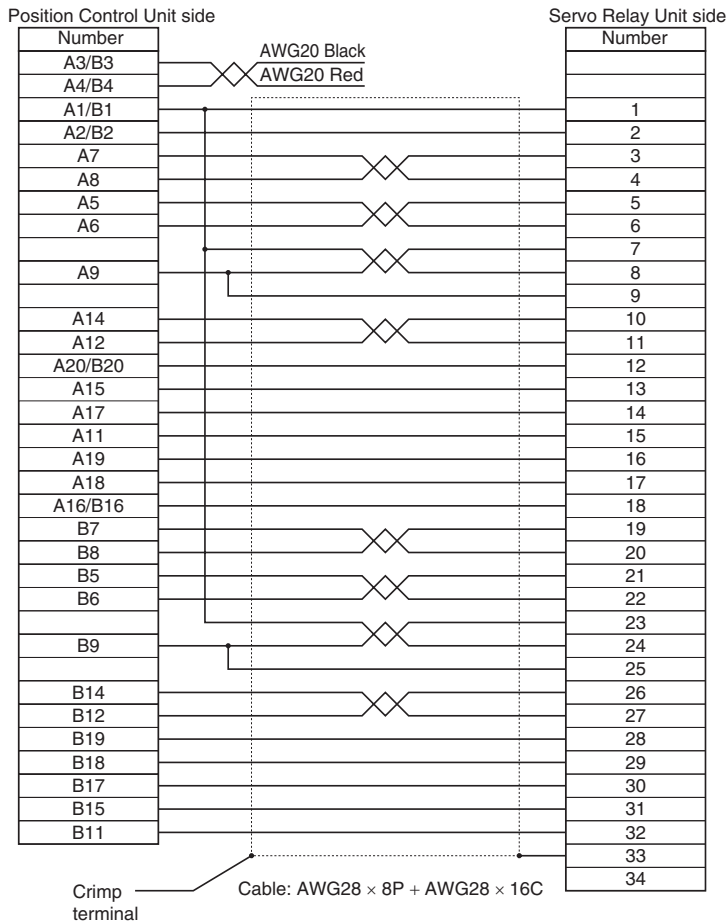 Position Control Unit side
Servo Relay Unit side
Number
Number
A3/B3
AWG20 Black
A4/B4
AWG20 Red
A1/B1 1
A2/B2 2
A7 3
A8 4
A5 5
A6 6
7
A9 8
9
A14 10
A12 11
A20/B20 12
A15 13
A17 14
A11 15
A19 16
A18 17
A16/B16 18
B7 19
B8 20
B5 21
B6 22
23
B9 24
25
B14 26
B12 27
B19 28
B18 29
B17 30
B15 31
B11 32
33
34
Crimp
terminal
Cable: AWG28 × 8P + AWG28 × 16C